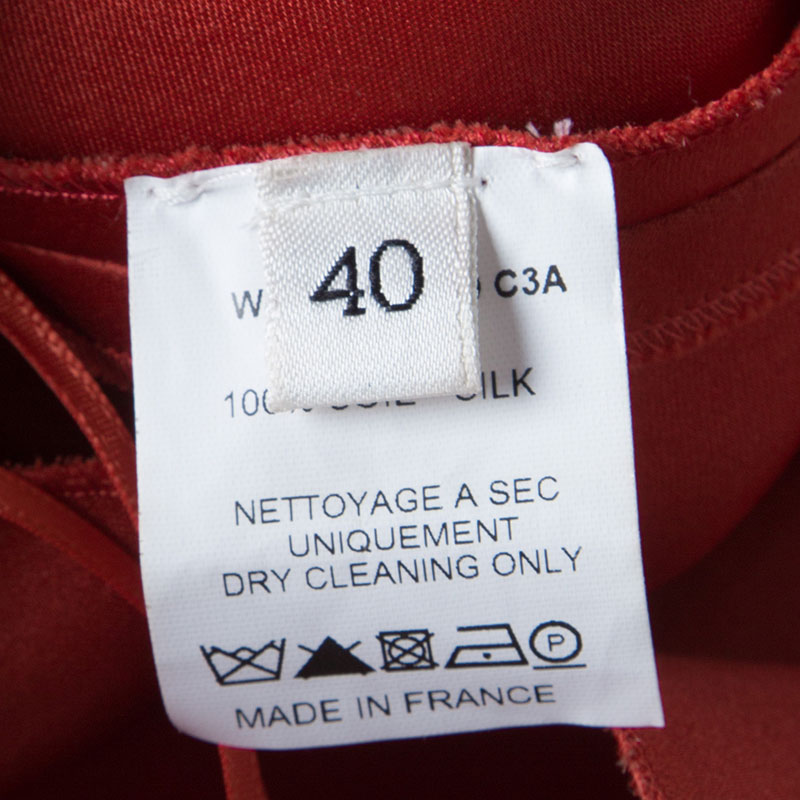 40
C3A
SILK
NETTOYAGE A SEC
UNIQUEMENT
DRY CLEANING ONLY
P
MADE IN FRANCE